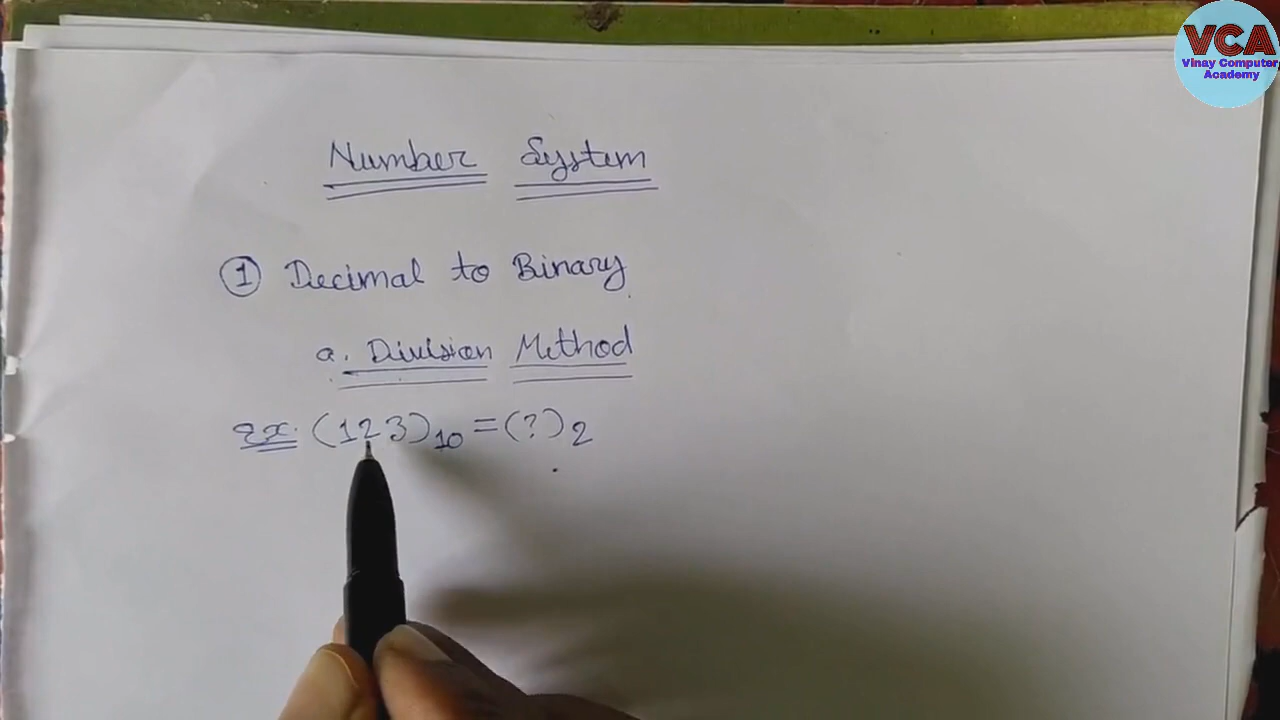 VCA
Vinay Computer
Academy
Number System
① Decimal to Binary
a. Division Method
ex: (123)₁₀ = (?)₂